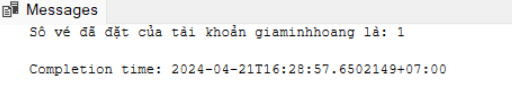 Messages
Số vé đã đặt của tài khoản giaminhhoang là: 1
Completion time: 2024-04-21T16:28:57.6502149+07:00